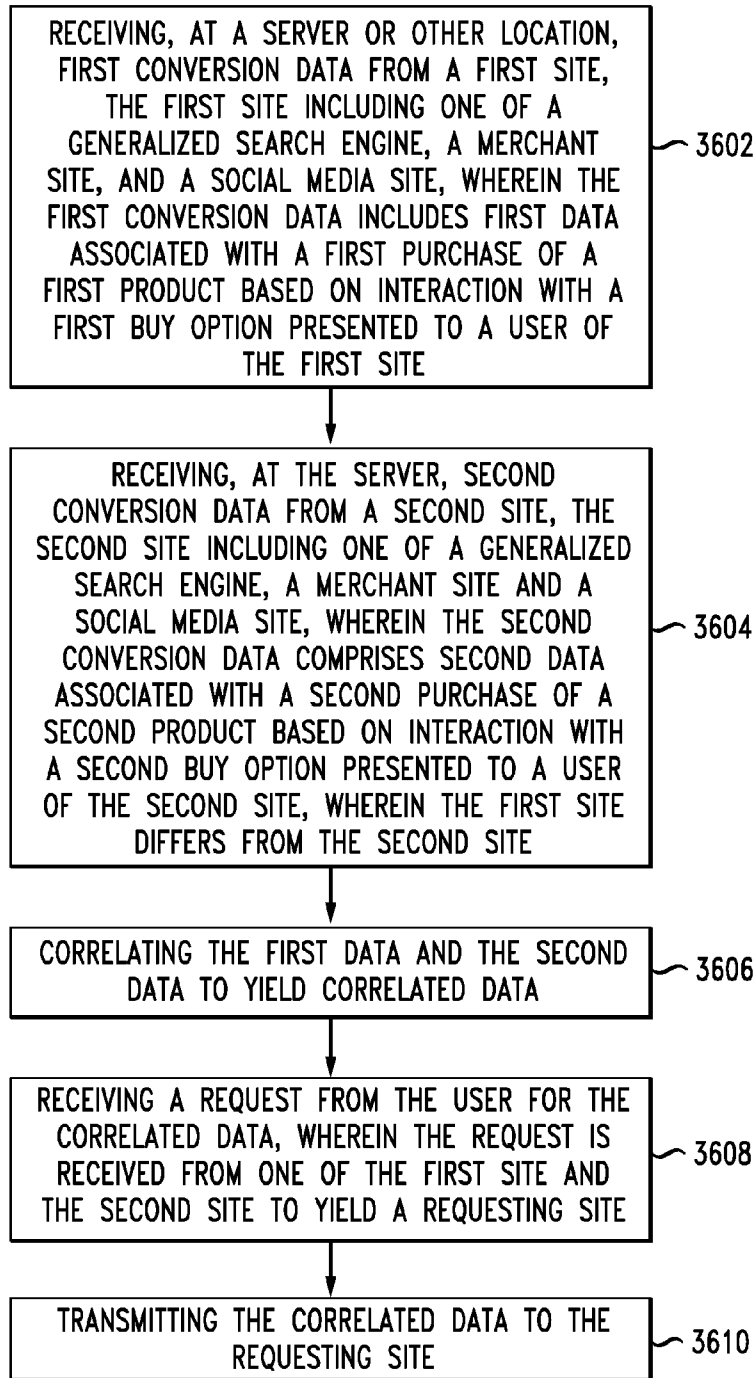 RECEIVING, AT A SERVER OR OTHER LOCATION,
FIRST CONVERSION DATA FROM A FIRST SITE,
THE FIRST SITE INCLUDING ONE OF A
GENERALIZED SEARCH ENGINE, A MERCHANT
SITE, AND A SOCIAL MEDIA SITE, WHEREIN THE
FIRST CONVERSION DATA INCLUDES FIRST DATA
ASSOCIATED WITH A FIRST PURCHASE OF A
FIRST PRODUCT BASED ON INTERACTION WITH A
FIRST BUY OPTION PRESENTED TO A USER OF
THE FIRST SITE
3602
RECEIVING, AT THE SERVER, SECOND
CONVERSION DATA FROM A SECOND SITE, THE
SECOND SITE INCLUDING ONE OF A GENERALIZED
SEARCH ENGINE, A MERCHANT SITE AND A
SOCIAL MEDIA SITE, WHEREIN THE SECOND
CONVERSION DATA COMPRISES SECOND DATA
ASSOCIATED WITH A SECOND PURCHASE OF A
SECOND PRODUCT BASED ON INTERACTION WITH
A SECOND BUY OPTION PRESENTED TO A USER
OF THE SECOND SITE, WHEREIN THE FIRST SITE
DIFFERS FROM THE SECOND SITE
3604
CORRELATING THE FIRST DATA AND THE SECOND
DATA TO YIELD CORRELATED DATA
3606
RECEIVING A REQUEST FROM THE USER FOR THE
CORRELATED DATA, WHEREIN THE REQUEST IS
RECEIVED FROM ONE OF THE FIRST SITE AND
THE SECOND SITE TO YIELD A REQUESTING SITE
3608
TRANSMITTING THE CORRELATED DATA TO THE
REQUESTING SITE
3610